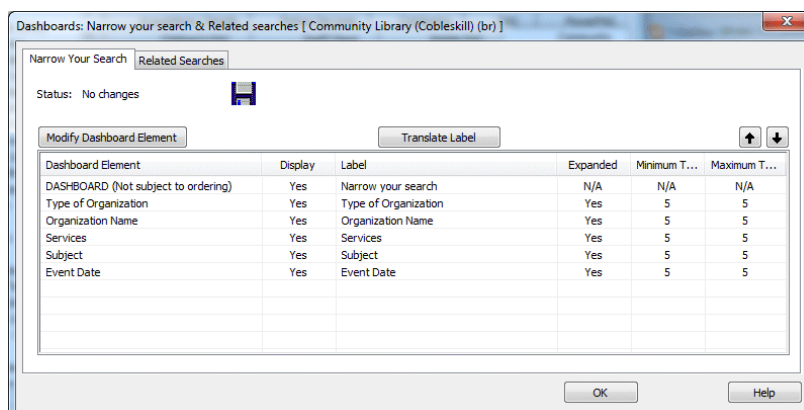 Dashboards: Narrow your search & Related searches [ Community Library (Cobleskill) (br) ]
Narrow Your Search Related Searches
Status: No changes
Modify Dashboard Element Translate Label
Dashboard Element Display Label Expanded Minimum T... Maximum T...
DASHBOARD (Not subject to ordering) Yes Narrow your search N/A N/A N/A
Type of Organization Yes Type of Organization Yes 5 5
Organization Name Yes Organization Name Yes 5 5
Services Yes Services Yes 5 5
Subject Yes Subject Yes 5 5
Event Date Yes Event Date Yes 5 5
OK Help